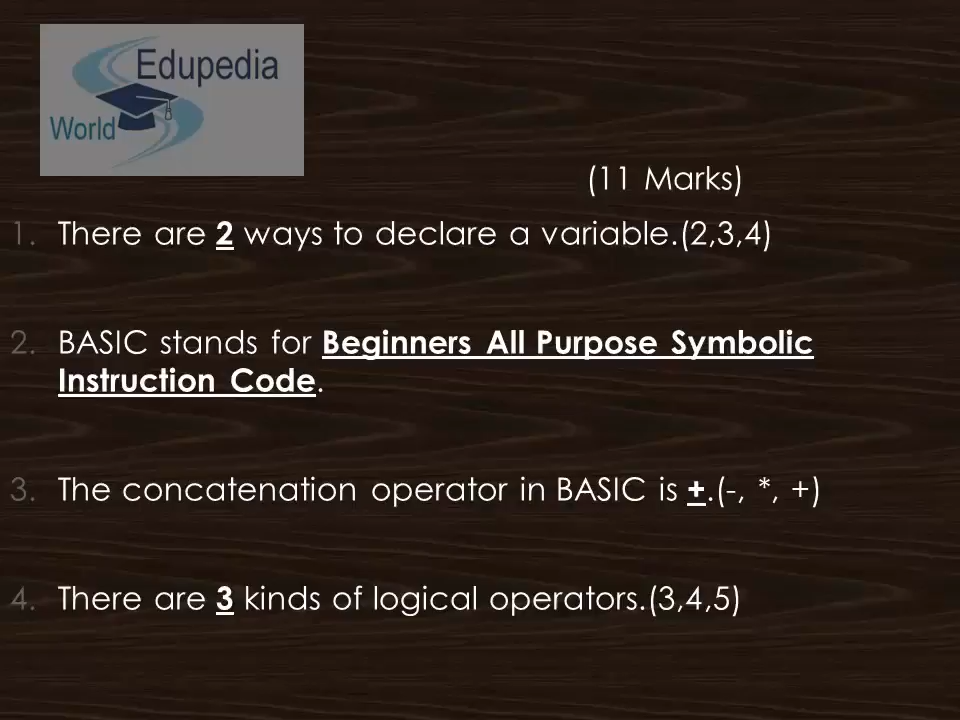 Edupedia
World
(11 Marks)
1. There are 2 ways to declare a variable.(2,3,4)
2. BASIC stands for Beginners All Purpose Symbolic
Instruction Code.
3. The concatenation operator in BASIC is +.(-, *, +)
4. There are 3 kinds of logical operators.(3,4,5)